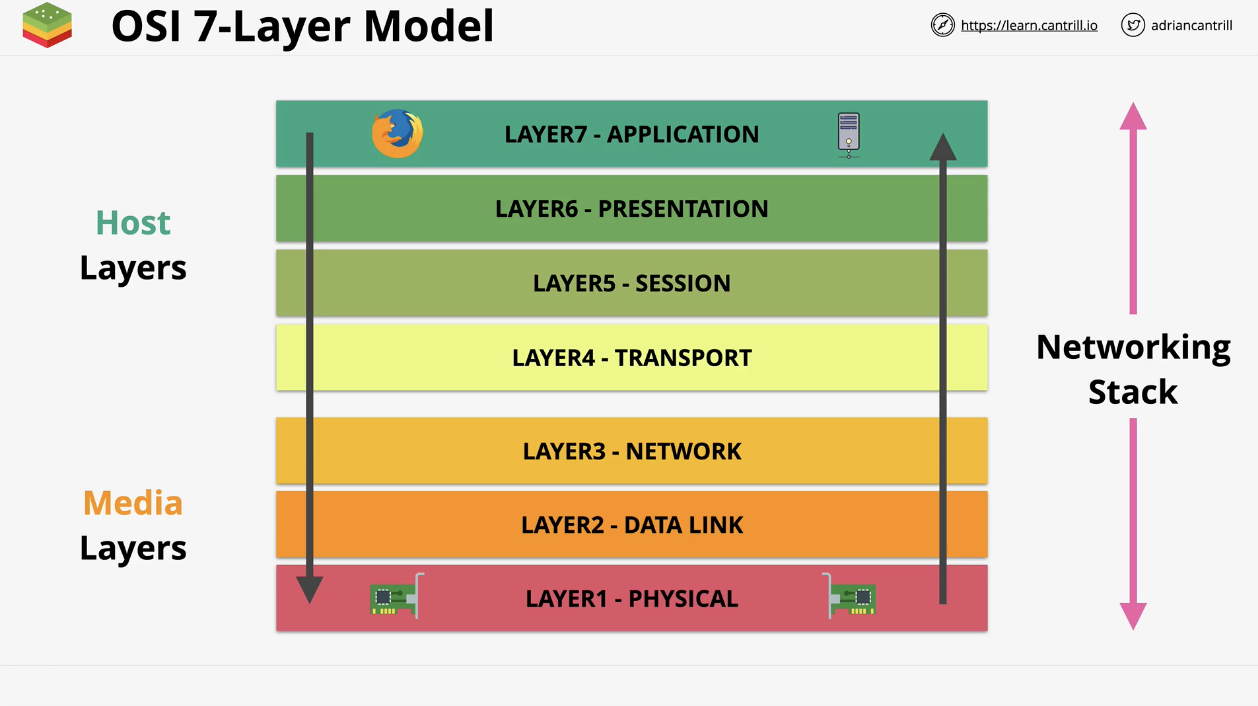 OSI 7-Layer Model
https://learn.cantrill.io
adriancantrill
LAYER7 - APPLICATION
LAYER6 - PRESENTATION
LAYER5 - SESSION
LAYER4 - TRANSPORT
LAYER3 - NETWORK
LAYER2 - DATA LINK
LAYER1 - PHYSICAL
Host
Layers
Media
Layers
Networking
Stack